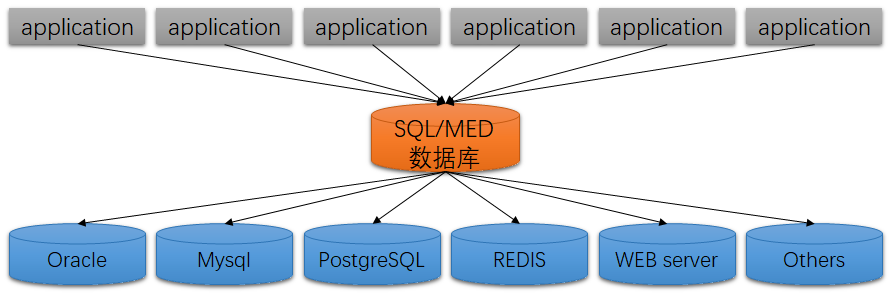 application
application
application
application
application
application
SQL/MED
数据库
Oracle
Mysql
PostgreSQL
REDIS
WEB server
Others